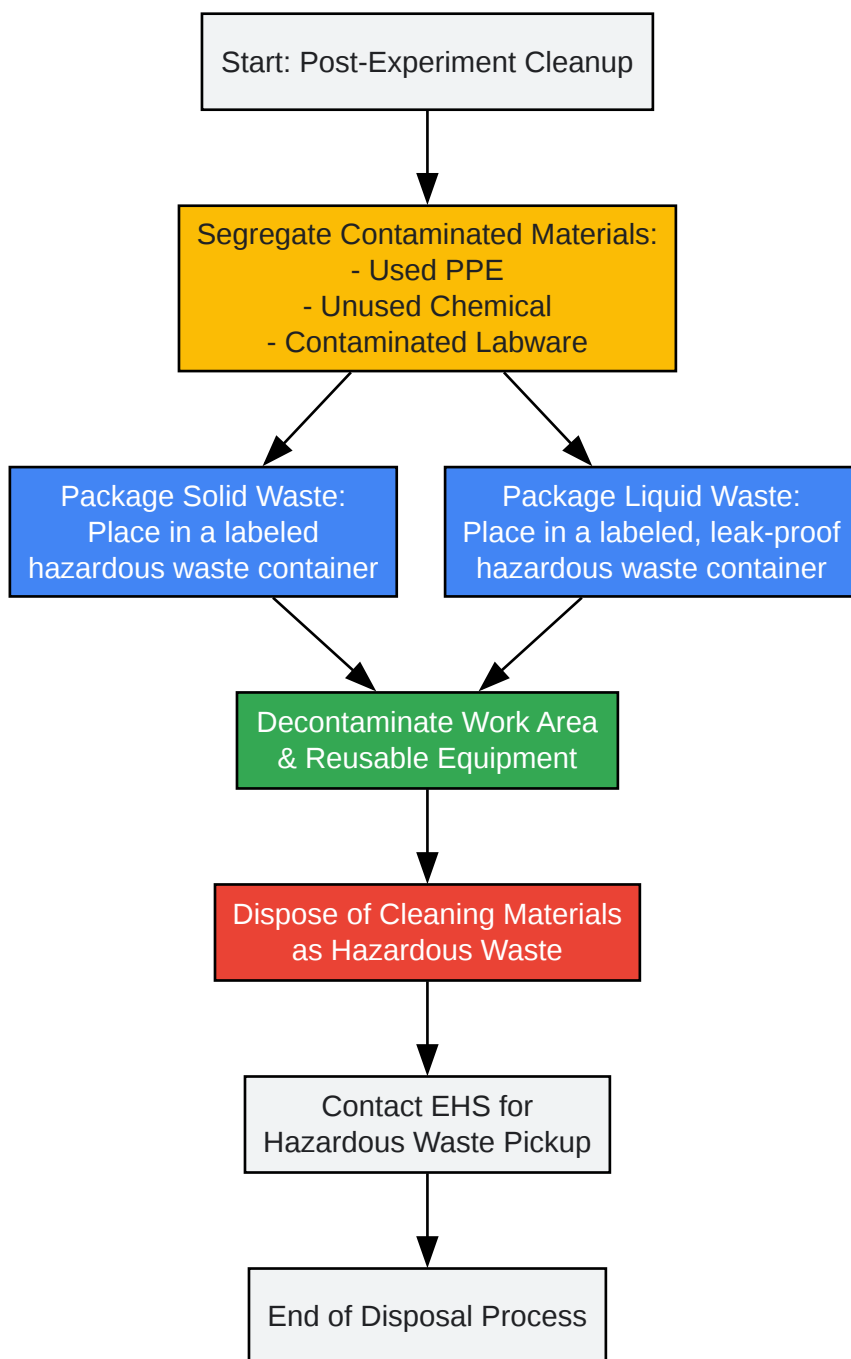 Start: Post-Experiment Cleanup
Segregate Contaminated Materials:
- Used PPE
- Unused Chemical
- Contaminated Labware
Package Solid Waste:
Place in a labeled
hazardous waste container
Package Liquid Waste:
Place in a labeled, leak-proof
hazardous waste container
Decontaminate Work Area
& Reusable Equipment
Dispose of Cleaning Materials
as Hazardous Waste
Contact EHS for
Hazardous Waste Pickup
End of Disposal Process